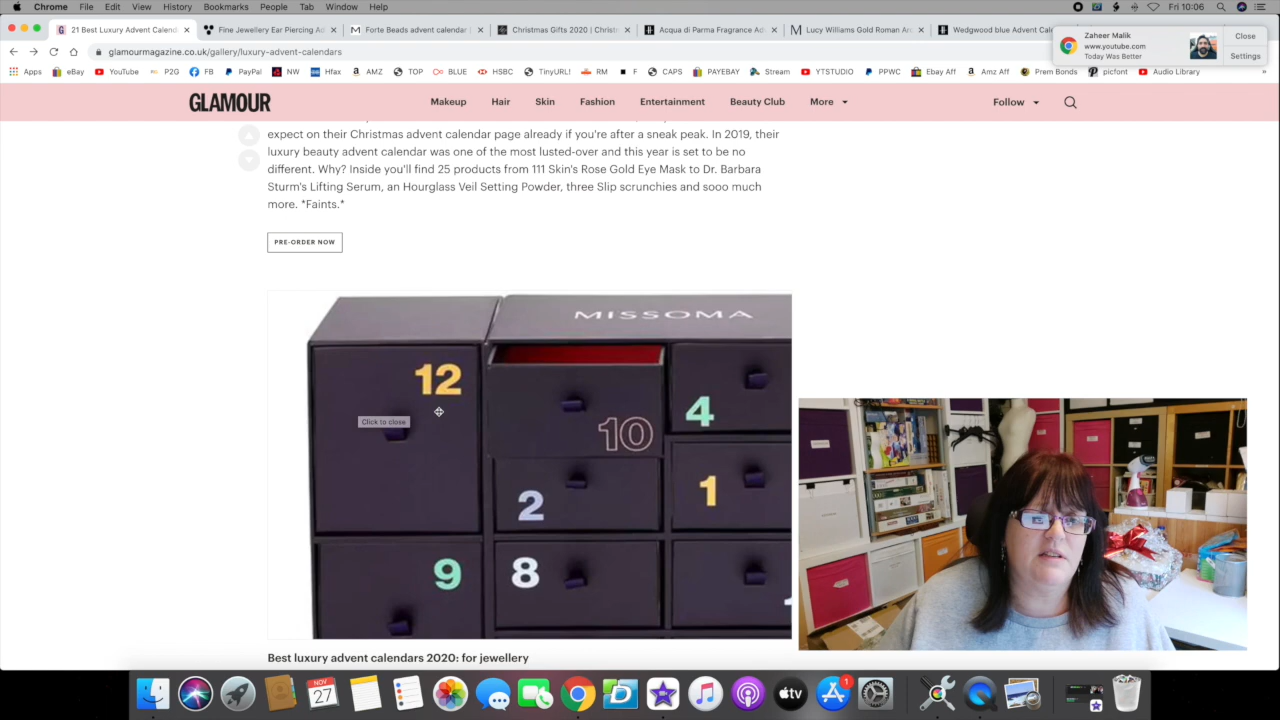 Chrome File Edit View History Bookmarks People Tab Window Help Fri 10:06
21 Best Luxury Advent Calend
Fine Jewellery Ear Piercing Ad
Forte Beads advent calendar |
Christmas Gifts 2020 | Christ
Acqua di Parma Fragrance Ad
Lucy Williams Gold Roman Arc
Wedgwood blue Advent Cale
Zaheer Malik
www.youtube.com
Today Was Better
Close
Settings
glamourmagazine.co.uk/gallery/luxury-advent-calendars
Apps eBay YouTube P2G FB PayPal NW Hfax AMZ TOP BLUE HSBC TinyURL! RM F CAPS PAYEBAY Stream YTSTUDIO PPWC Ebay Aff Amz Aff Prem Bonds picfont Audio Library »
GLAMOUR Makeup Hair Skin Fashion Entertainment Beauty Club More Follow
expect on their Christmas advent calendar page already if you're after a sneak peak. In 2019, their
luxury beauty advent calendar was one of the most lusted-over and this year is set to be no
different. Why? Inside you'll find 25 products from 111 Skin's Rose Gold Eye Mask to Dr. Barbara
Sturm's Lifting Serum, an Hourglass Veil Setting Powder, three Slip scrunchies and sooo much
more. *Faints.*
PRE-ORDER NOW
MISSOMA
12
10
4
Click to close
2
1
9
8
Best luxury advent calendars 2020: for jewellery
NOV
27
tv
1